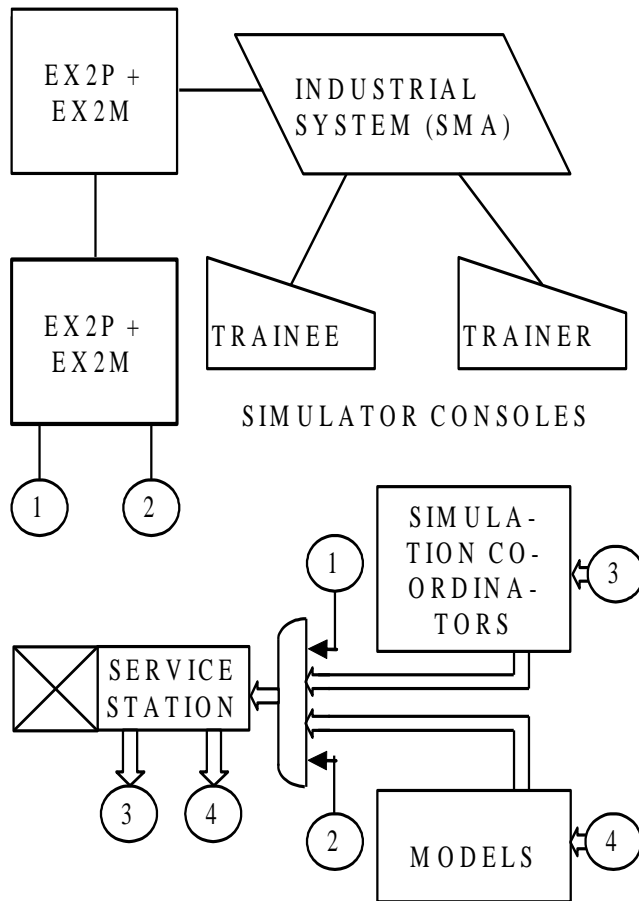 EX2P +
EX2M
INDUSTRIAL
SYSTEM (SMA)
EX2P +
EX2M
TRAINEE
TRAINER
SIMULATOR CONSOLES
1
2
SIMULA-
TION CO-
ORDINA-
TORS
1
3
SERVICE
STATION
3
4
2
MODELS
4